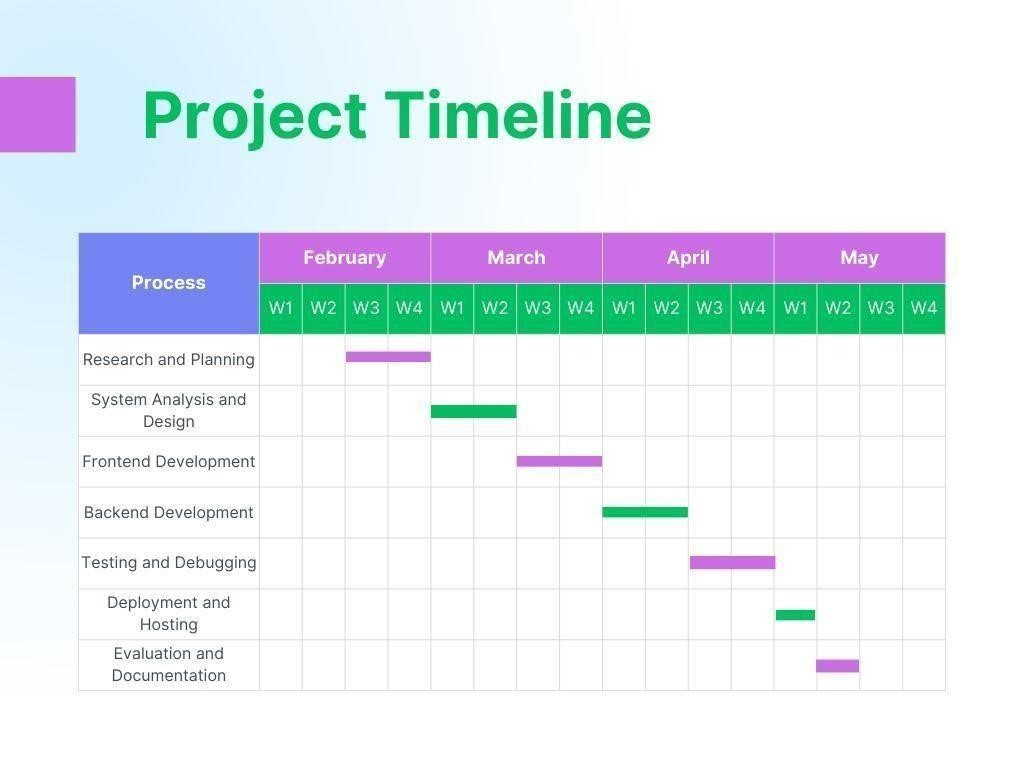 Project Timeline
Process
February March April May
W1 W2 W3 W4 W1 W2 W3 W4 W1 W2 W3 W4 W1 W2 W3 W4
Research and Planning
System Analysis and
Design
Frontend Development
Backend Development
Testing and Debugging
Deployment and
Hosting
Evaluation and
Documentation